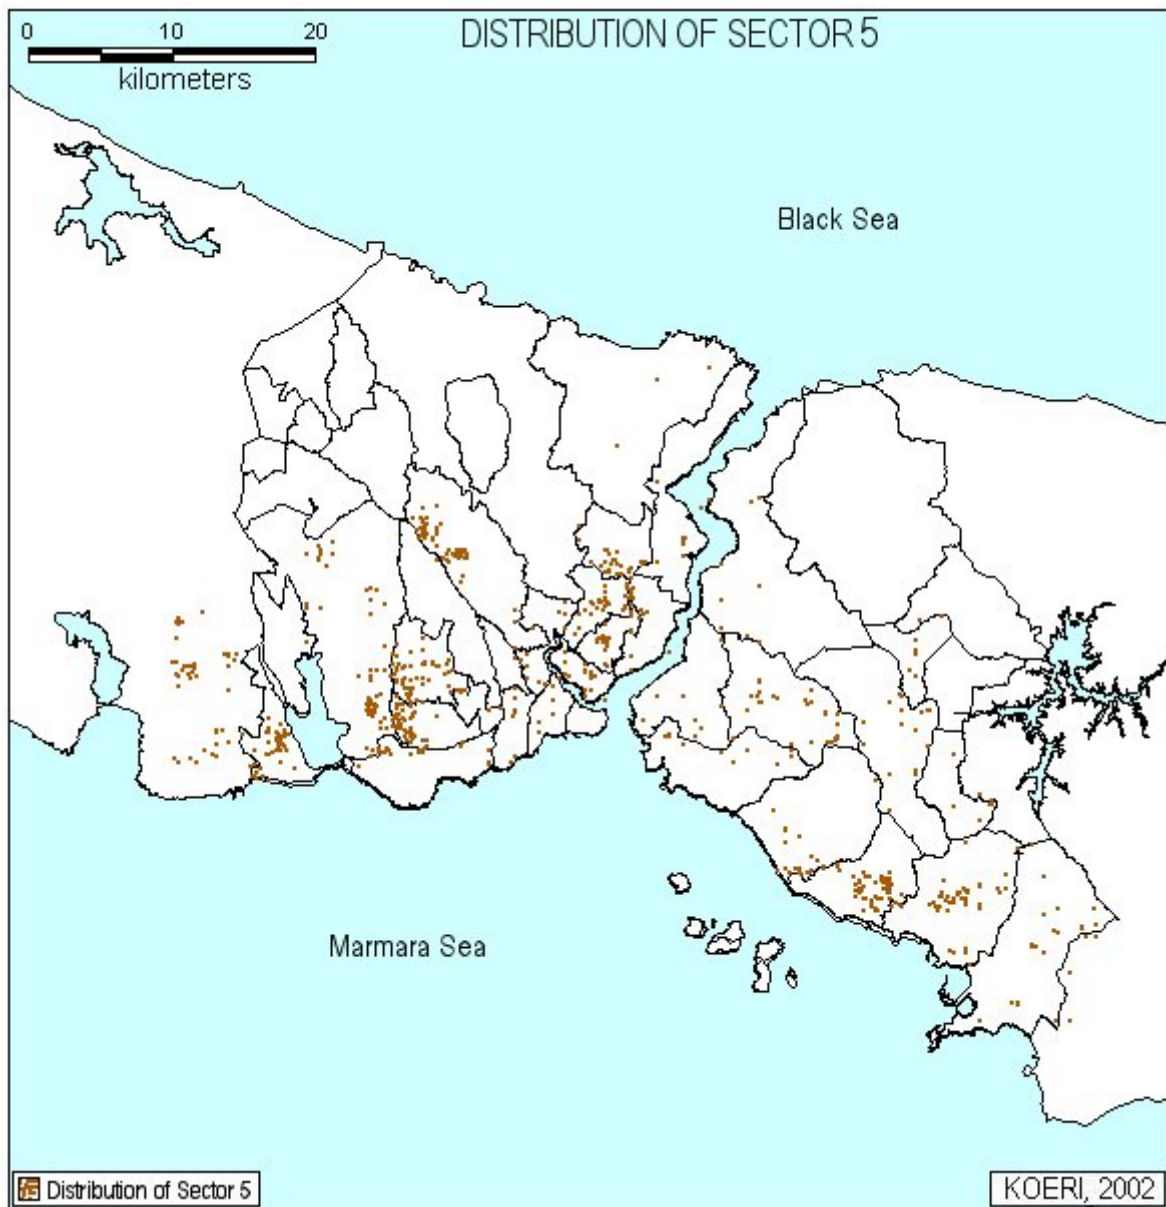 0 10 20
kilometers
DISTRIBUTION OF SECTOR 5
Black Sea
Marmara Sea
Distribution of Sector 5
KOERI, 2002